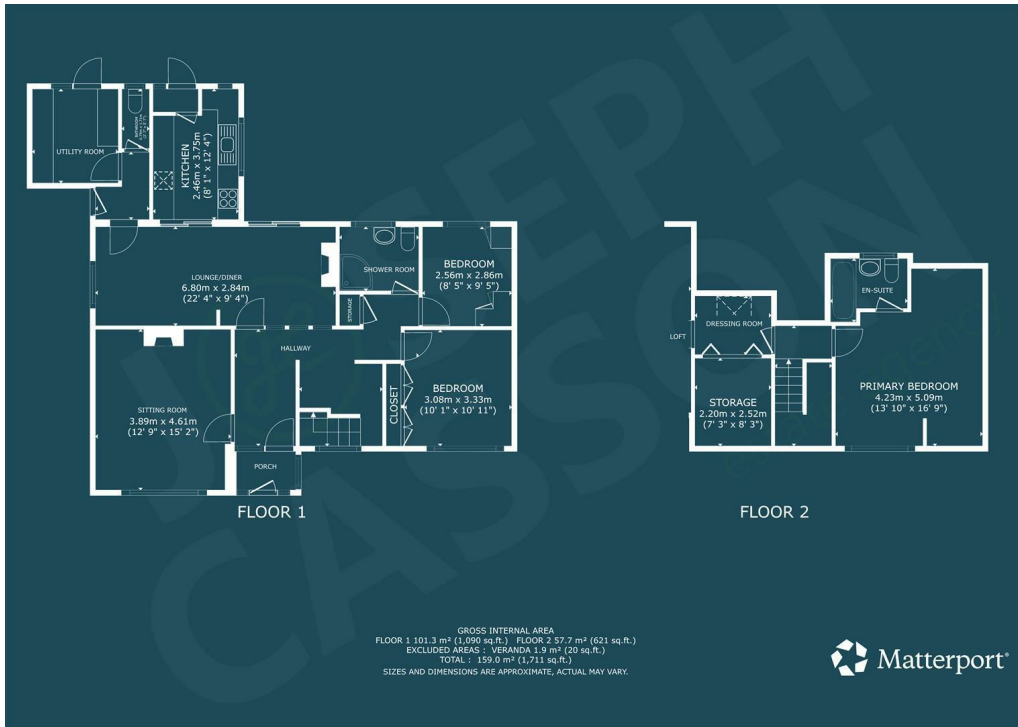 UTILITY ROOM
BATHROOM
KITCHEN
2.46m x 3.75m
(8' 1" x 12' 4")
LOUNGE/DINER
6.80m x 2.84m
(22' 4" x 9' 4")
SHOWER ROOM
BEDROOM
2.56m x 2.86m
(8' 5" x 9' 5")
STORAGE
HALLWAY
SITTING ROOM
3.89m x 4.61m
(12' 9" x 15' 2")
CLOSET
BEDROOM
3.08m x 3.33m
(10' 1" x 10' 11")
PORCH
FLOOR 1
EN-SUITE
DRESSING ROOM
LOFT
STORAGE
2.20m x 2.52m
(7' 3" x 8' 3")
PRIMARY BEDROOM
4.23m x 5.09m
(13' 10" x 16' 9")
FLOOR 2
JOSEPH
CASSON
GROSS INTERNAL AREA
FLOOR 1 101.3 m² (1,090 sq.ft.) FLOOR 2 57.7 m² (621 sq.ft.)
EXCLUDED AREAS : VERANDA 1.9 m² (20 sq.ft.)
TOTAL : 159.0 m² (1,711 sq.ft.)
SIZES AND DIMENSIONS ARE APPROXIMATE, ACTUAL MAY VARY.
Matterport®